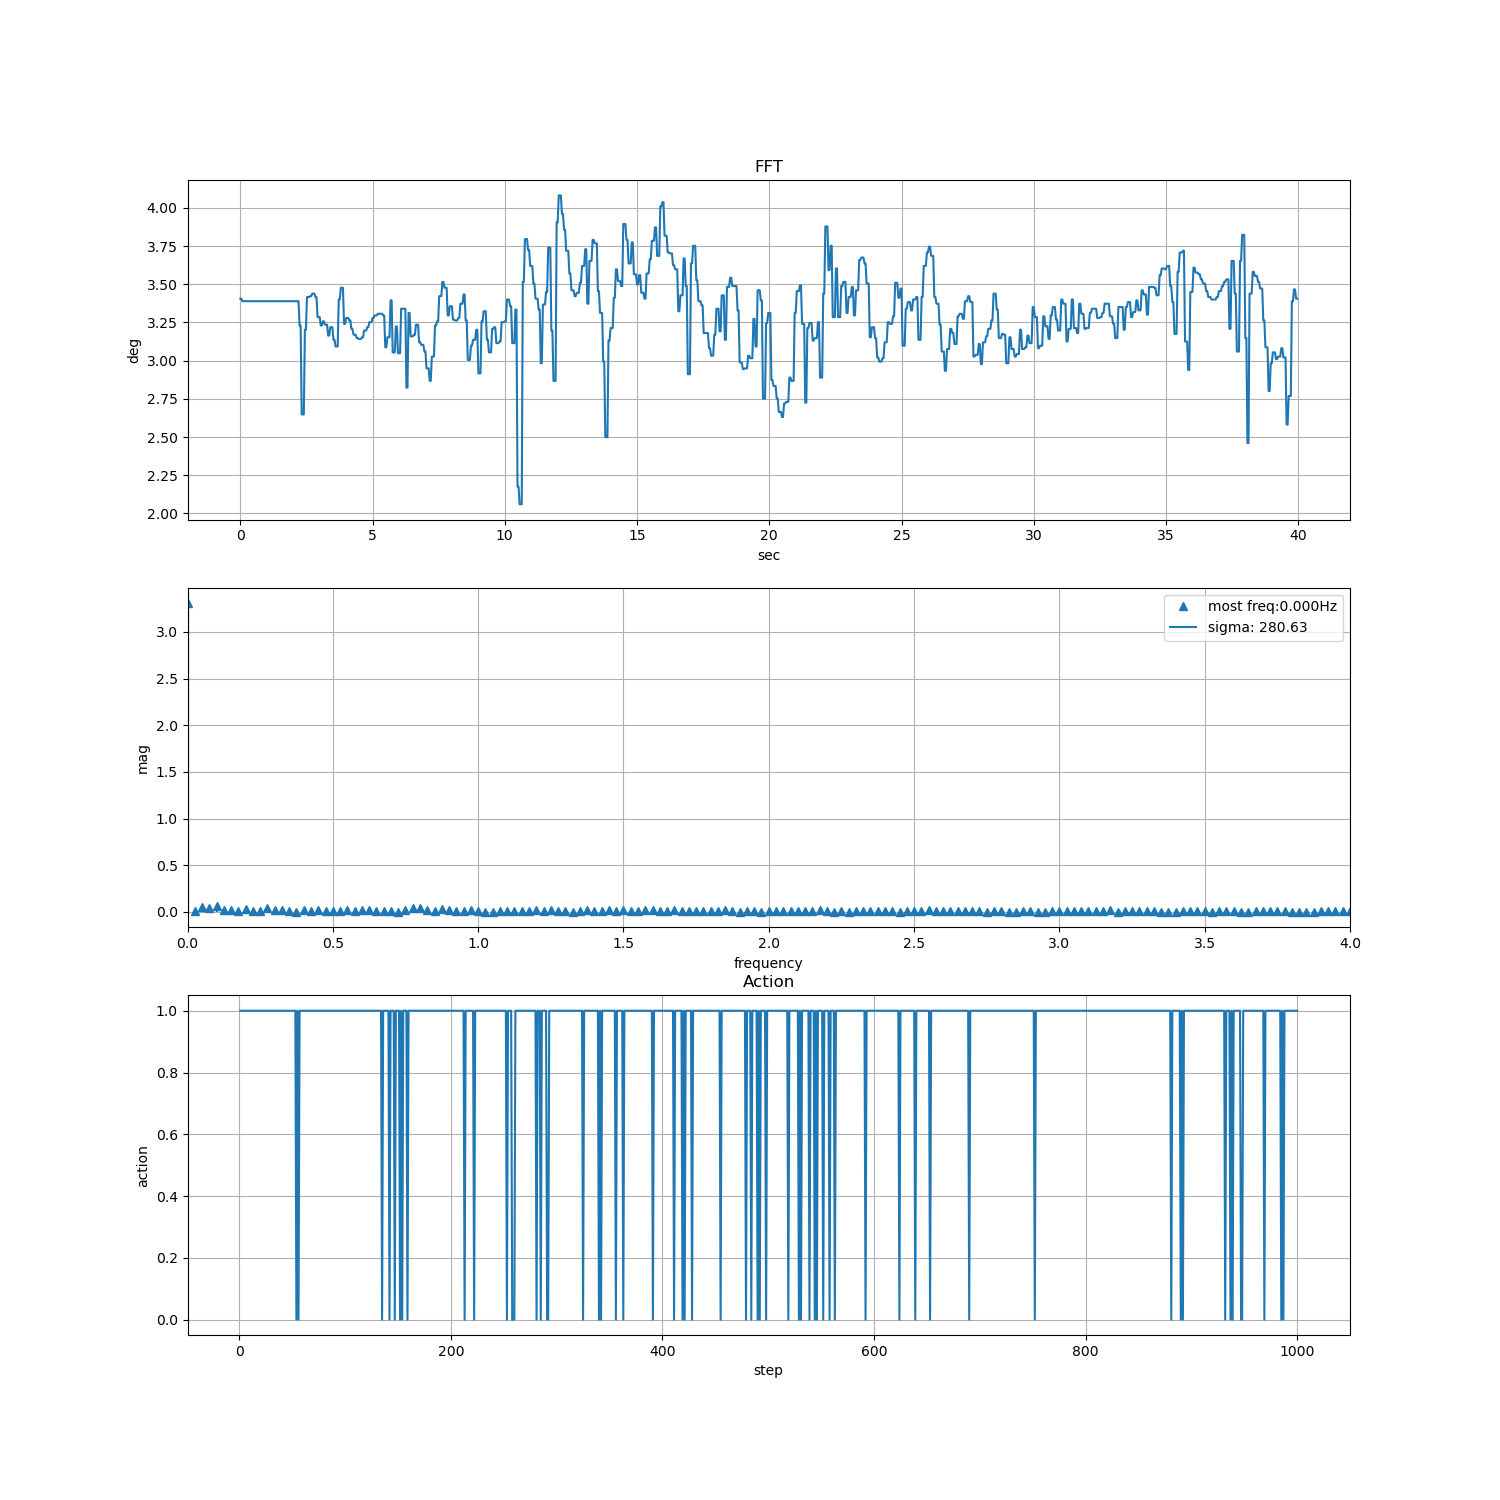 FFT
4.00
3.75
3.50
3.25
3.00
2.75
2.50
2.25
2.00
deg
0 5 10 15 20 25 30 35 40
sec
most freq:0.000Hz
sigma: 280.63
3.0
2.5
2.0
1.5
1.0
0.5
0.0
mag
0.0 0.5 1.0 1.5 2.0 2.5 3.0 3.5 4.0
frequency
Action
1.0
0.8
0.6
0.4
0.2
0.0
action
0 200 400 600 800 1000
step